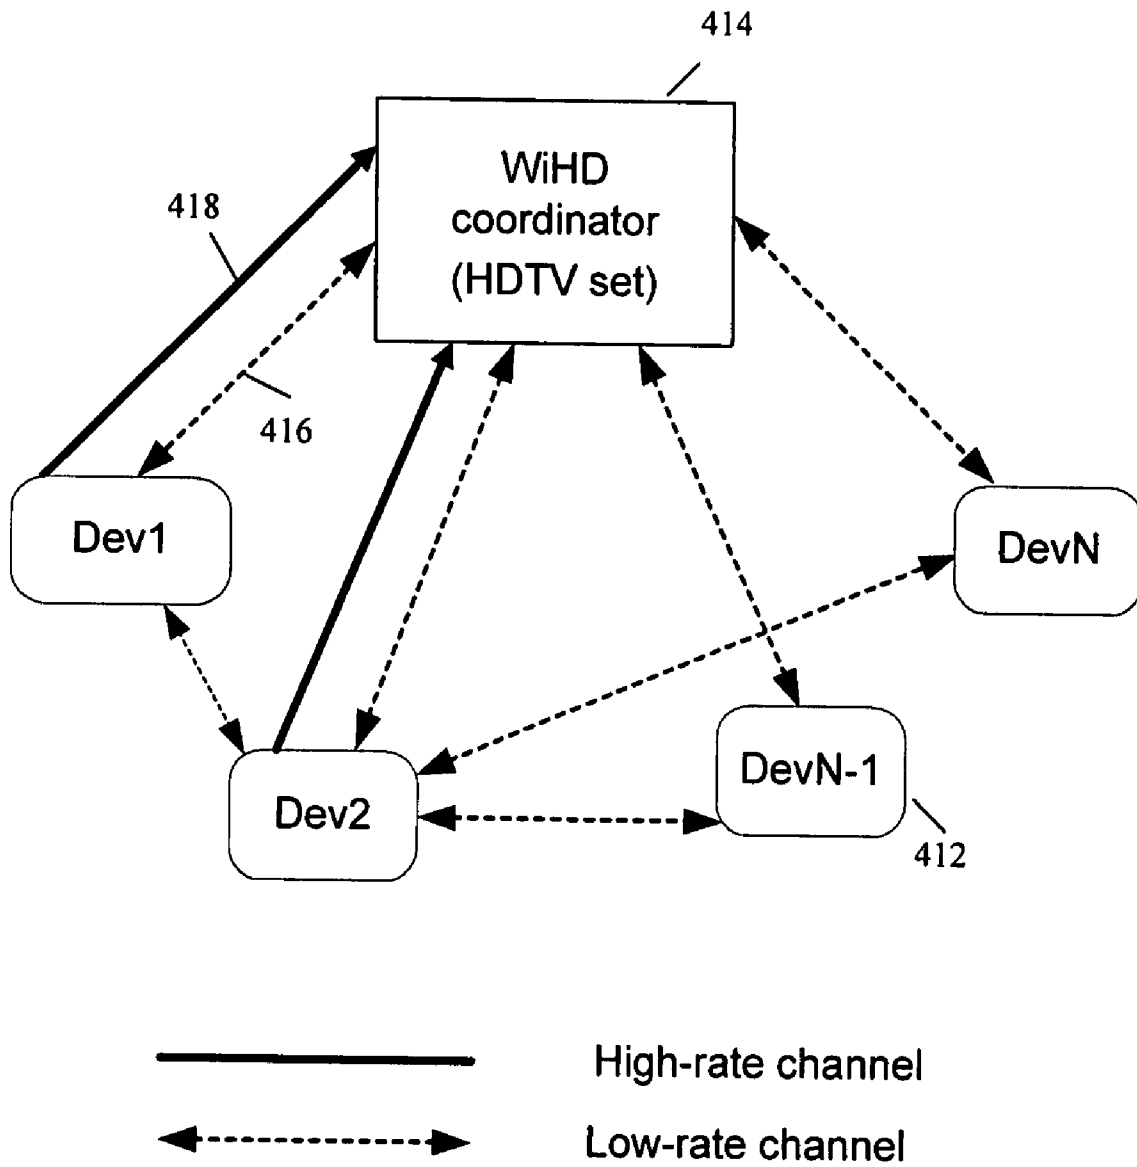 414
WiHD
coordinator
(HDTV set)
418
416
Dev1
DevN
DevN-1
Dev2
412
High-rate channel
Low-rate channel